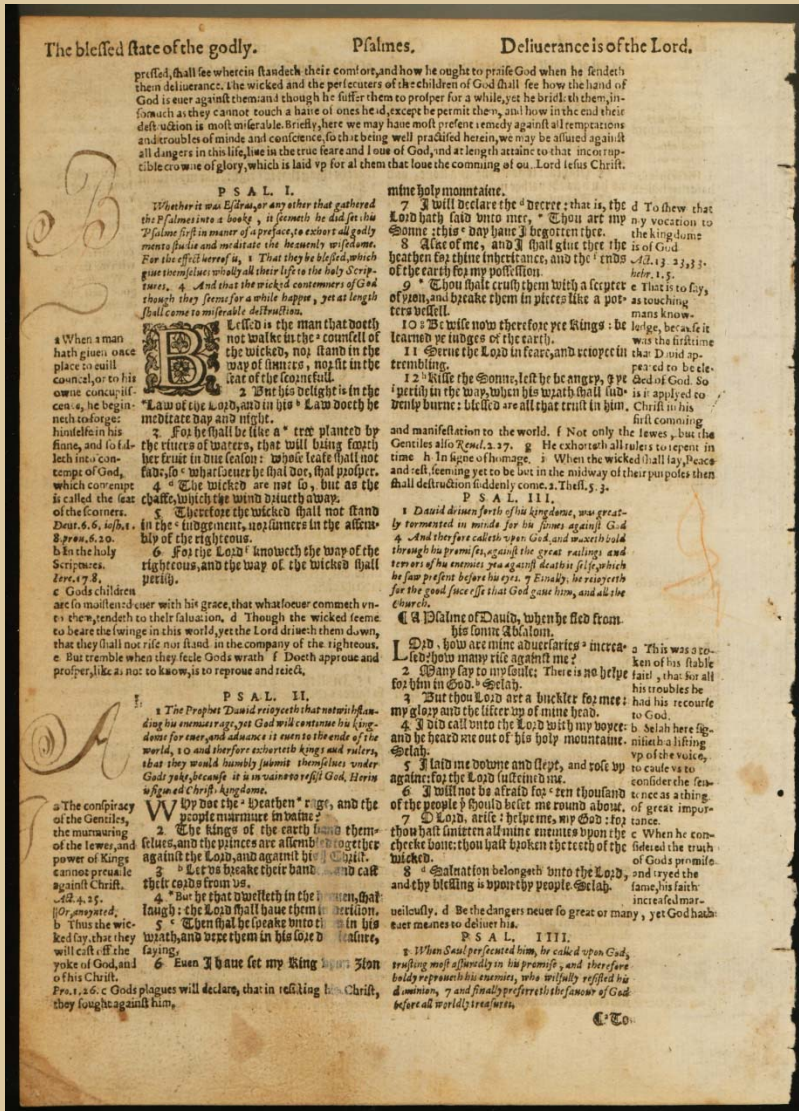 The blessed state of the godly. Psalmes. Deliuerance is of the Lord.
pressed, shall see wherein standeth their comfort, and how he ought to praise God when he sendeth
them deliuerance. The wicked and the persecuters of the children of God shall see how the hand of
God is euer against them: and though he suffer them to prosper for a while, yet he bridleth them, in-
somuch as they cannot touch a haire of ones head, except he permit them, and how in the end their
destruction is most miserable. Briefly, here we may haue most present remedy against all temptations
and troubles of minde and conscience, so that being well practised herein, we may be assured against
all dangers in this life, liue in the true feare and loue of God, and at length attaine to that incorrup-
tible crowne of glory, which is laid vp for al them that loue the comming of our Lord Iesus Christ.
PSAL. I.
Whether it was Esdras, or any other that gathered
the Psalmes into a booke, it seemeth he did set this
Psalme first in maner of a preface, to exhort all godly
men to studie and meditate the heauenly wisedome.
For the effect hereof is, 1 That they be blessed, which
giue themselues wholly all their life to the holy Scrip-
tures. 4 And that the wicked contemners of God
though they seeme for a while happie, yet at length
shall come to miserable destruction.
BLessed is the man that doeth
not walke in the a counsell of
the wicked, nor stand in the
way of sinners, nor sit in the
seat of the scornefull.
2 But his delight is in the
*Law of the Lord, and in his b Law doeth he
meditate day and night.
3 For he shall be like a * tree planted by
the riuers of waters, that will bring foorth
her fruit in due season: whose leafe shall not
fade, so c whatsoeuer he shal doe, shal prosper.
4 d The wicked are not so, but as the
chaffe, which the wind driueth away.
5 Therefore the wicked shall not stand
in the e iudgement, nor sinners in the assem-
bly of the righteous.
6 For the Lord f knoweth the way of the
righteous, and the way of the wicked shall
perish.
a When a man
hath giuen once
place to euill
councel, or to his
owne concupis-
cence, he begin-
neth to forget
himselfe in his
sinne, and so fal-
leth into con-
tempt of God,
which contempt
is called the seat
of the scorners.
Deut. 6.6. iosh. 1.
8. prou. 6.20.
b In the holy
Scriptures.
Iere. 17.8.
c Gods children
are so moistened euer with his grace, that whatsoeuer commeth vn-
to them, tendeth to their saluation. d Though the wicked seeme
to beare the swinge in this world, yet the Lord driueth them down,
that they shall not rise nor stand in the company of the righteous.
e But tremble when they feele Gods wrath f Doeth approue and
prosper, like as not to know, is to reproue and reiect.
PSAL. II.
1 The Prophet Dauid reioyceth that notwithstan-
ding his enemies rage, yet God will continue his king-
dome for euer, and aduance it euen to the ende of the
world, 10 and therfore exhorteth kings and rulers,
that they would humbly submit themselues vnder
Gods yoke, because it is in vaine to resist God. Herein
is figured Christs kingdome.
WHy doe the a Heathen * rage, and the
people murmure in vaine?
2 The kings of the earth band them-
selues, and the princes are assembled together
against the Lord, and against his || Christ.
3 b Let vs breake their band and cast
their cords from vs.
4 * But he that dwelleth in the heauen, shal
laugh: the Lord shall haue them in derision.
5 c Then shal he speake vnto them in his
wrath, and vexe them in his sore displeasure,
saying,
6 Euen I haue set my King vpon Zion
a The conspiracy
of the Gentiles,
the murmuring
of the Iewes, and
power of Kings
cannot preuaile
against Christ.
Act. 4.25.
||Or, anoynted.
b Thus the wic-
ked say, that they
will cast off the
yoke of God, and
of his Christ.
Pro. 1.26. c Gods plagues will declare, that in resisting his Christ,
they fought against him.
mine holy mountaine.
7 I will declare the d decree: that is, the
Lord hath said vnto mee, * Thou art my
Sonne: this e day haue I begotten thee.
8 Aske of me, and I shall giue thee the
heathen for thine inheritance, and the f ends
of the earth for my possession.
9 * Thou shalt crush them with a scepter
of yron, and breake them in pieces like a pot-
ters vessell.
10 g Be wise now therefore yee Kings: be
learned ye iudges of the earth.
11 Serue the Lord in feare, and reioyce in
trembling.
12 h Kisse the Sonne, lest he be angry, & ye
i perish in the way, when his wrath shall sud-
denly burne: blessed are all that trust in him.
d To shew that
my vocation to
the kingdome
is of God
Act. 13. 23, 33.
hebr. 1.5.
e That is to say,
as touching
mans know-
ledge, because it
was the first time
that Dauid ap-
peared to be ele-
cted of God. So
is it applyed to
Christ in his
first comming
and manifestation to the world. f Not only the Iewes, but the
Gentiles also Reuel. 2.27. g He exhorteth all rulers to repent in
time h In signe of homage. i When the wicked shall say, Peace
and rest, seeming yet to be but in the midway of their purposes then
shall destruction suddenly come. 2. Thess. 5.3.
PSAL. III.
1 Dauid driuen forth of his kingdome, was great-
ly tormented in minde for his sinnes against God
4 And therfore calleth vpon God, and waxeth bold
through his promises, against the great railings and
terrors of his enemies yea against death it selfe, which
he saw present before his eyes. 7 Finally, he reioyceth
for the good successe that God gaue him, and all the
Church.
¶ A Psalme of Dauid, when he fled from
his sonne Absalom.
LOrd, how are mine aduersaries a increa-
sed? how many rise against me?
2 Many say to my soule: There is no helpe
for him in God. b Selah.
3 But thou Lord art a buckler for mee:
my glory and the lifter vp of mine head.
4 I did call vnto the Lord with my voyce:
and he heard me out of his holy mountaine.
Selah.
5 I laid me downe and slept, and rose vp
againe: for the Lord susteined me.
6 I will not be afraid for c ten thousand
of the people that should beset me round about.
7 O Lord, arise: helpe me, my God: for
thou hast smitten all mine enemies vpon the
cheeke bone: thou hast broken the teeth of the
wicked.
8 d Saluation belongeth vnto the Lord,
and thy blessing is vpon thy people. Selah.
a This was a to-
ken of his stable
faith, that for all
his troubles he
had his recourse
to God.
b Selah here sig-
nifieth a lifting
vp of the voice,
to cause vs to
consider the sen-
tence as a thing
of great impor-
tance.
c When he con-
sidered the truth
of Gods promise
and tryed the
same, his faith
increased mar-
ueilously. d Be the dangers neuer so great or many, yet God hath
euer meanes to deliuer his.
PSAL. IIII.
1 When Saul persecuted him, he called vpon God,
trusting most assuredly in his promise, and therefore
boldy reproueth his enemies, who wilfully resisted his
dominion, 7 and finally preferreth the fauour of God
before all worldly treasures.
¶ To